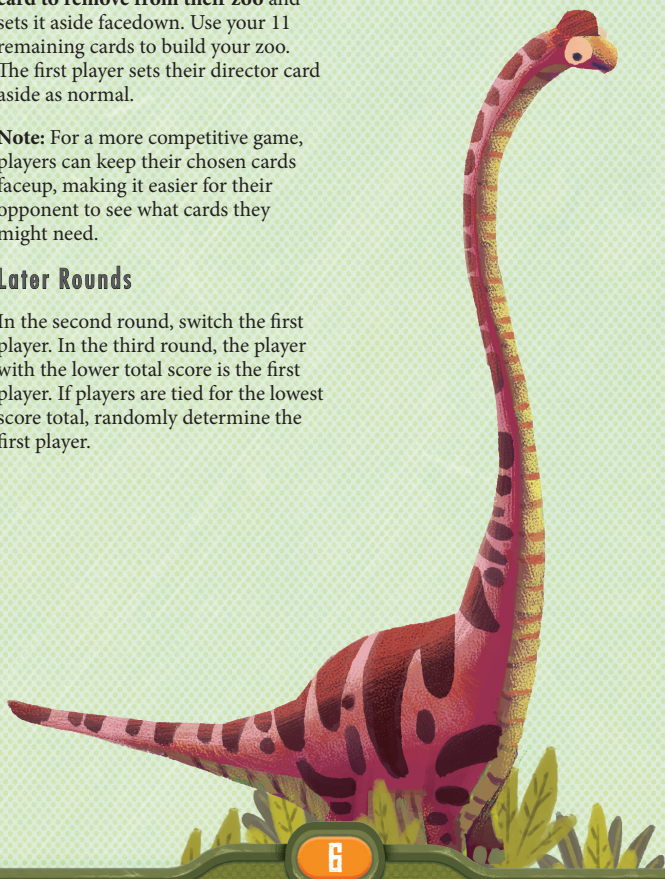 card to remove from their zoo and
sets it aside facedown. Use your 11
remaining cards to build your zoo.
The first player sets their director card
aside as normal.
Note: For a more competitive game,
players can keep their chosen cards
faceup, making it easier for their
opponent to see what cards they
might need.
Later Rounds
In the second round, switch the first
player. In the third round, the player
with the lower total score is the first
player. If players are tied for the lowest
score total, randomly determine the
first player.
6